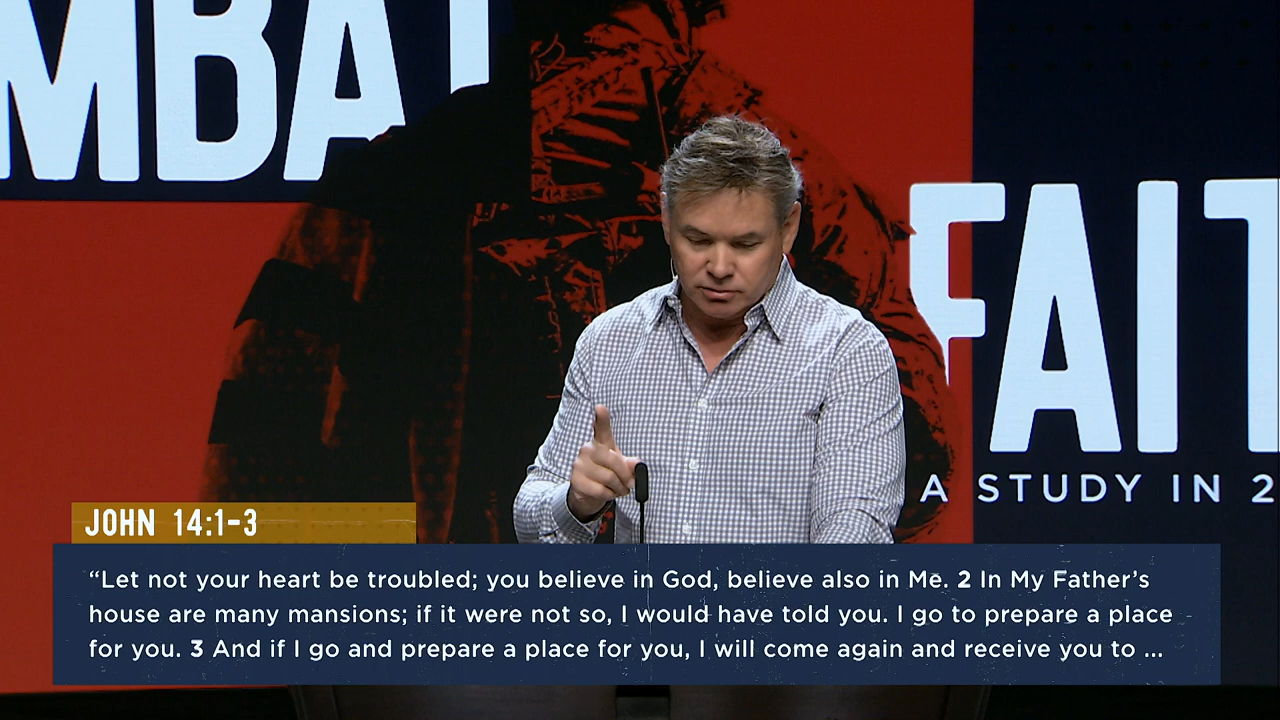 MBAT
FAIT
A STUDY IN 2
JOHN 14:1-3
“Let not your heart be troubled; you believe in God, believe also in Me. 2 In My Father’s
house are many mansions; if it were not so, I would have told you. I go to prepare a place
for you. 3 And if I go and prepare a place for you, I will come again and receive you to ...